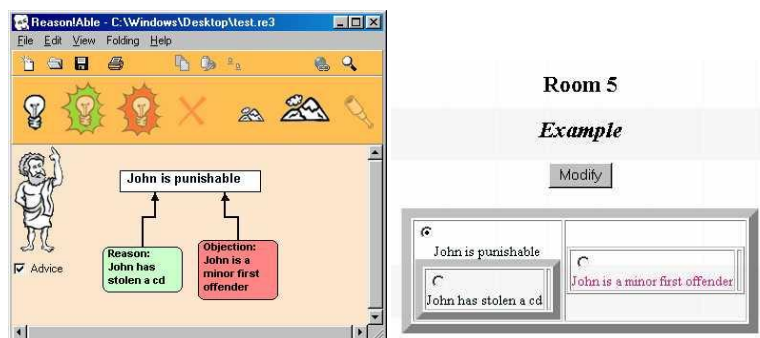 Reason!Able - C:\Windows\Desktop\test.re3
File Edit View Folding Help
John is punishable
Reason:
John has
stolen a cd
Objection:
John is a
minor first
offender
Advice
Room 5
Example
Modify
John is punishable
John has stolen a cd
John is a minor first offender